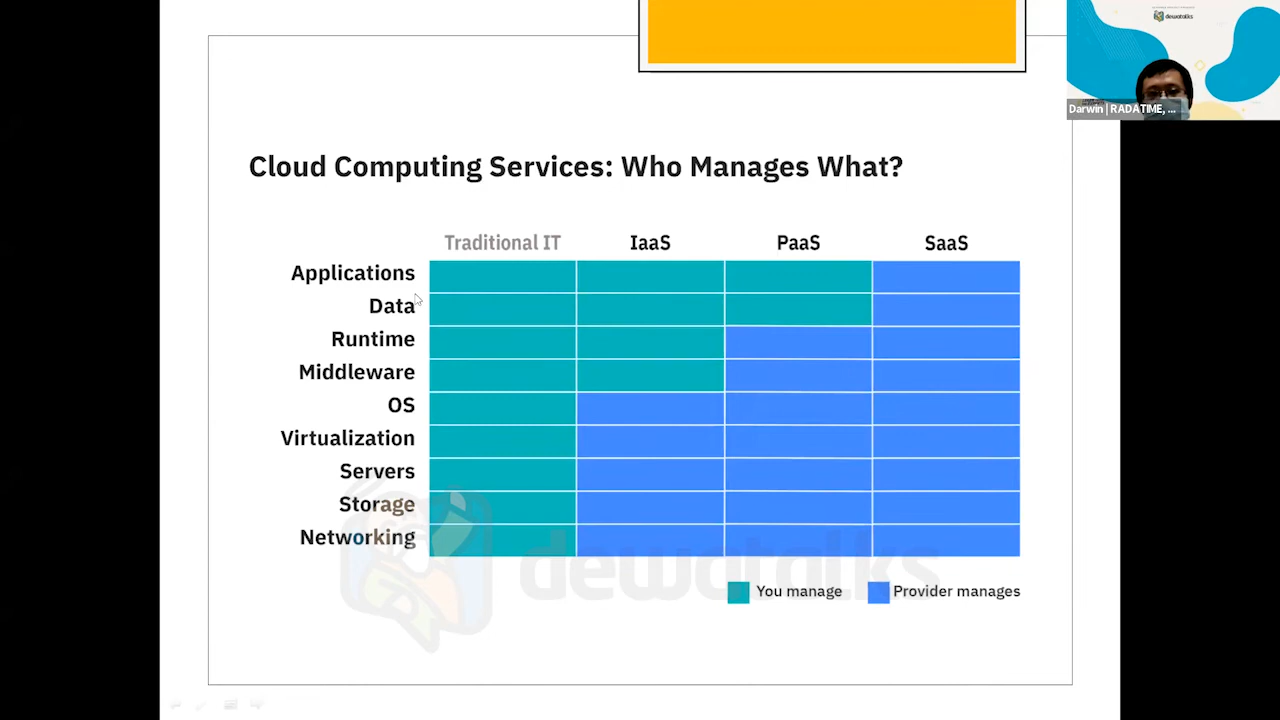 dewatalks
Darwin | RADATIME, ...
Cloud Computing Services: Who Manages What?
Traditional IT IaaS PaaS SaaS
Applications
Data
Runtime
Middleware
OS
Virtualization
Servers
Storage
Networking
dewatalks
You manage Provider manages